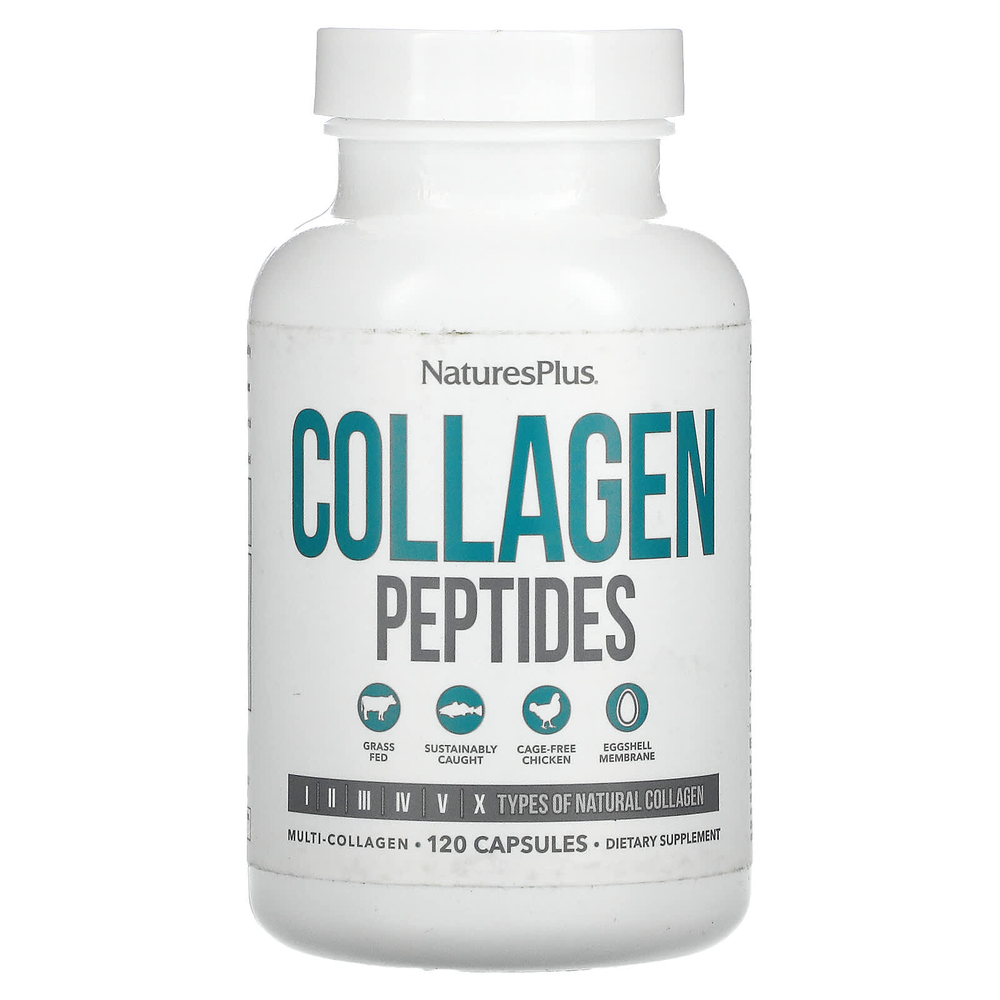 NaturesPlus®
COLLAGEN
PEPTIDES
GRASS
FED
SUSTAINABLY
CAUGHT
CAGE-FREE
CHICKEN
EGGSHELL
MEMBRANE
I | II | III | IV | V | X TYPES OF NATURAL COLLAGEN
MULTI-COLLAGEN • 120 CAPSULES • DIETARY SUPPLEMENT